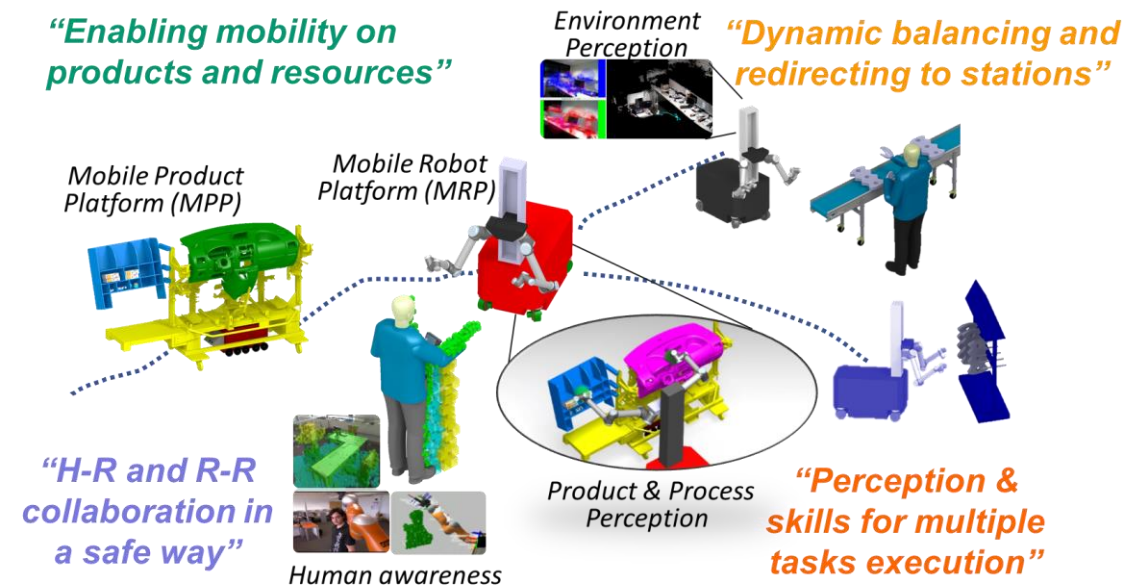 “Enabling mobility on
products and resources”
Environment
Perception
“Dynamic balancing and
redirecting to stations”
Mobile Product
Platform (MPP)
Mobile Robot
Platform (MRP)
“H-R and R-R
collaboration in
a safe way”
Human awareness
Product & Process
Perception
“Perception &
skills for multiple
tasks execution”